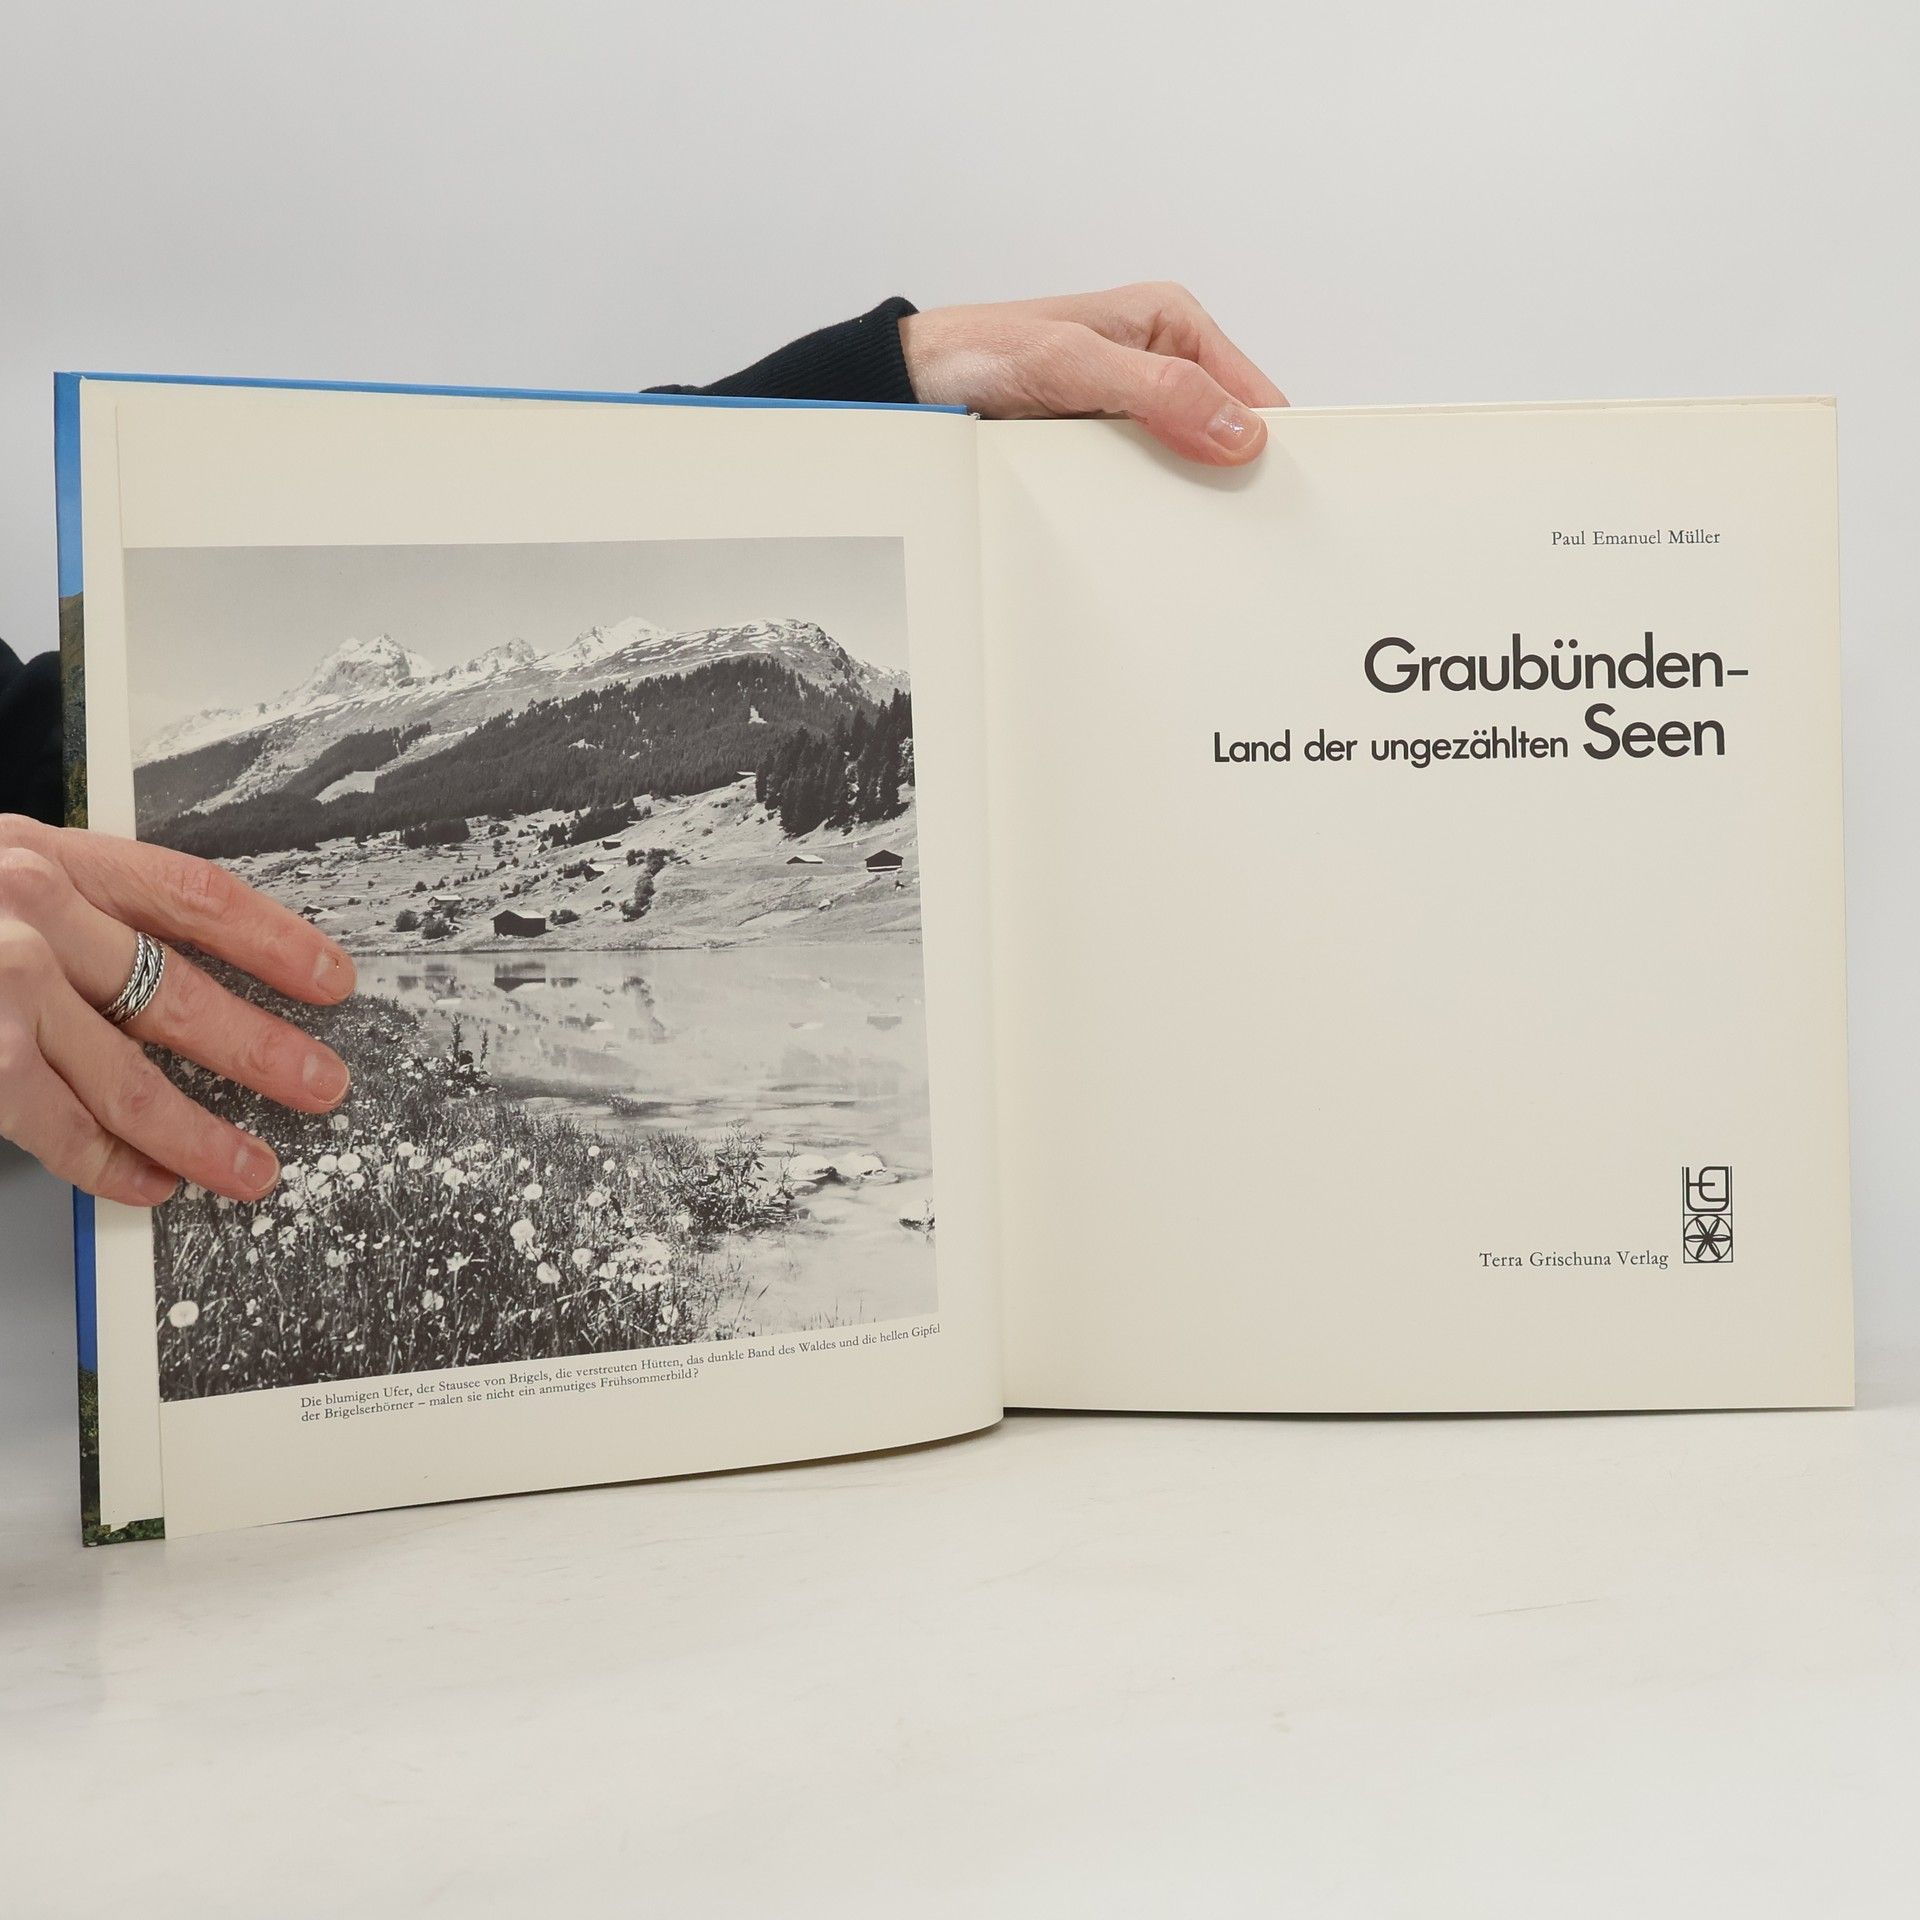 Die blumigen Ufer, der Stausee von Brigels, die verstreuten Hütten, das dunkle Band des Waldes und die hellen Gipfel
der Brigelserhörner – malen sie nicht ein anmutiges Frühsommerbild?
Paul Emanuel Müller
Graubünden–
Land der ungezählten Seen
Terra Grischuna Verlag